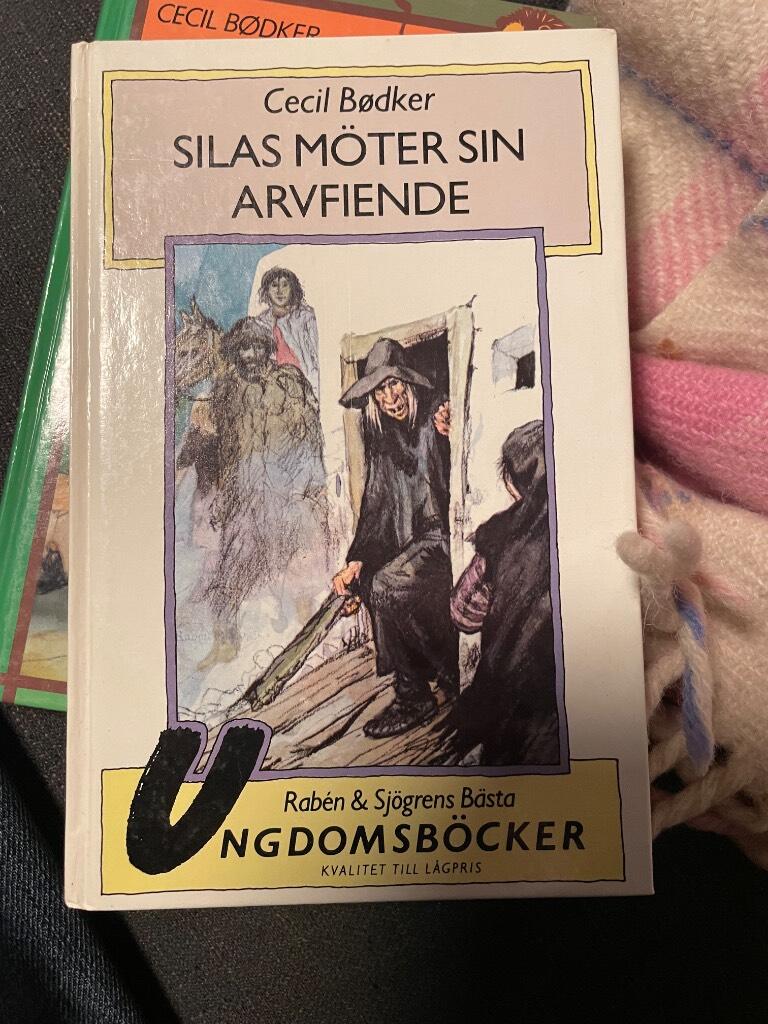 CECIL BØDKER
Cecil Bødker
SILAS MÖTER SIN
ARVFIENDE
Rabén & Sjögrens Bästa
UNGDOMSBÖCKER
KVALITET TILL LÅGPRIS